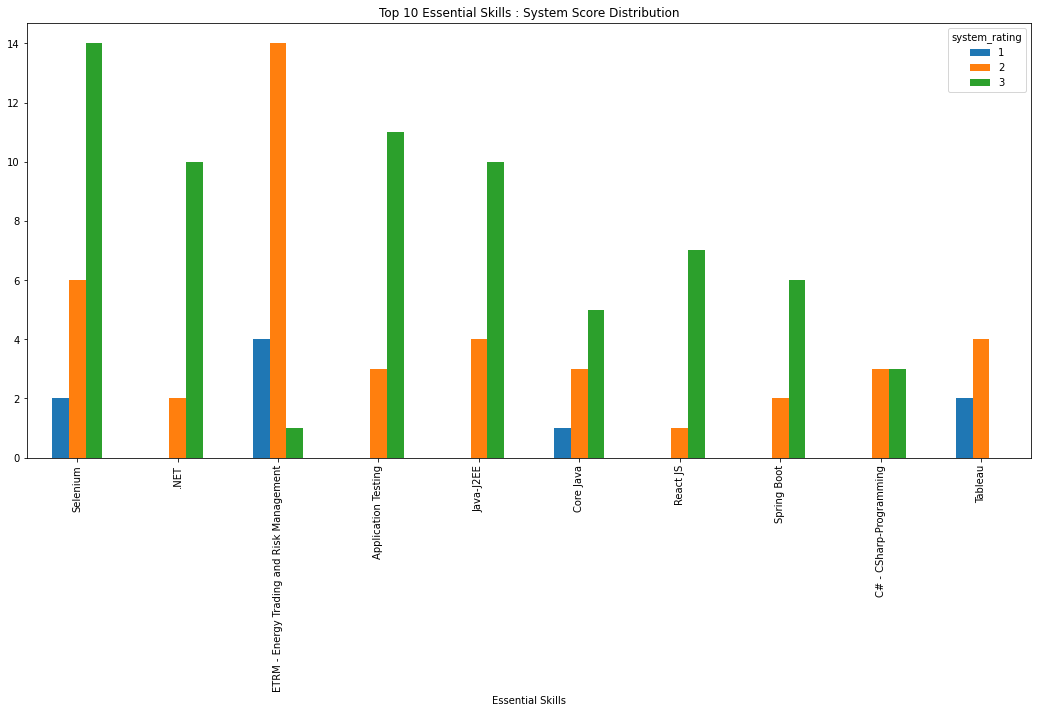 Top 10 Essential Skills : System Score Distribution
system_rating
1
2
3
14
12
10
8
6
4
2
0
Selenium
.NET
ETRM - Energy Trading and Risk Management
Application Testing
Java-J2EE
Core Java
React JS
Spring Boot
C# - CSharp-Programming
Tableau
Essential Skills